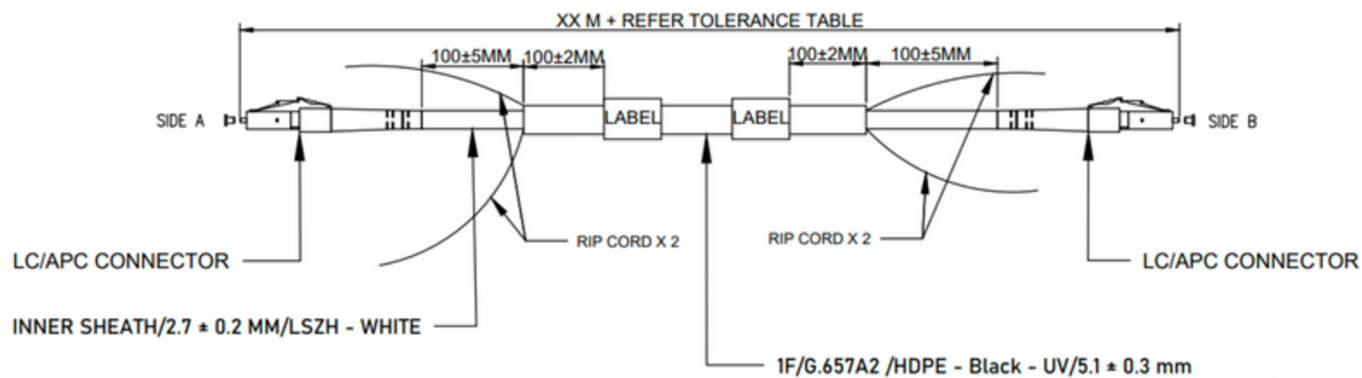 XX M + REFER TOLERANCE TABLE
100±5MM 100±2MM 100±2MM 100±5MM
SIDE A LABEL LABEL SIDE B
RIP CORD X 2 RIP CORD X 2
LC/APC CONNECTOR LC/APC CONNECTOR
INNER SHEATH/2.7 ± 0.2 MM/LSZH - WHITE
1F/G.657A2 /HDPE - Black - UV/5.1 ± 0.3 mm